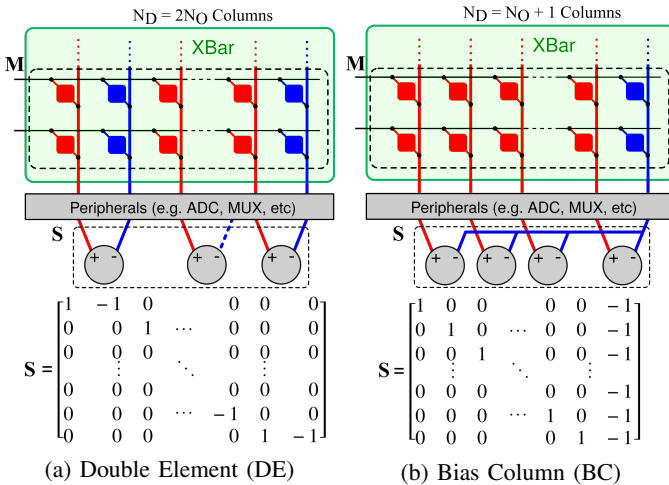 N_D = 2N_O Columns
XBar
M
Peripherals (e.g. ADC, MUX, etc)
S
+ - + - + -
S =
1 −1 0 0 0 0
0 0 1 ⋯ 0 0 0
0 0 0 0 0 0
⋮ ⋱ ⋮
0 0 0 0 0 0
0 0 0 ⋯ −1 0 0
0 0 0 0 1 −1
(a) Double Element (DE)
N_D = N_O + 1 Columns
XBar
M
Peripherals (e.g. ADC, MUX, etc)
S
+ - + - + - + -
S =
1 0 0 0 0 −1
0 1 0 ⋯ 0 0 −1
0 0 1 0 0 −1
⋮ ⋱ ⋮
0 0 0 0 0 −1
0 0 0 ⋯ 1 0 −1
0 0 0 0 1 −1
(b) Bias Column (BC)